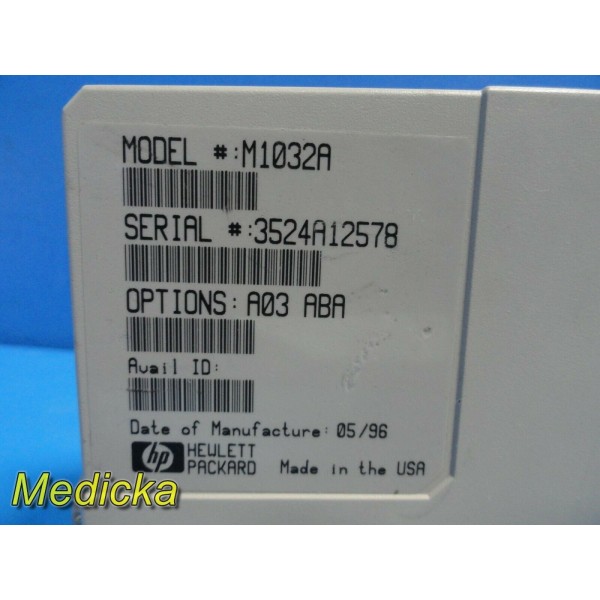 MODEL #:M1032A
SERIAL #:3524A12578
OPTIONS: A03 ABA
Avail ID:
Date of Manufacture: 05/96
hp HEWLETT
PACKARD Made in the USA
Medicka